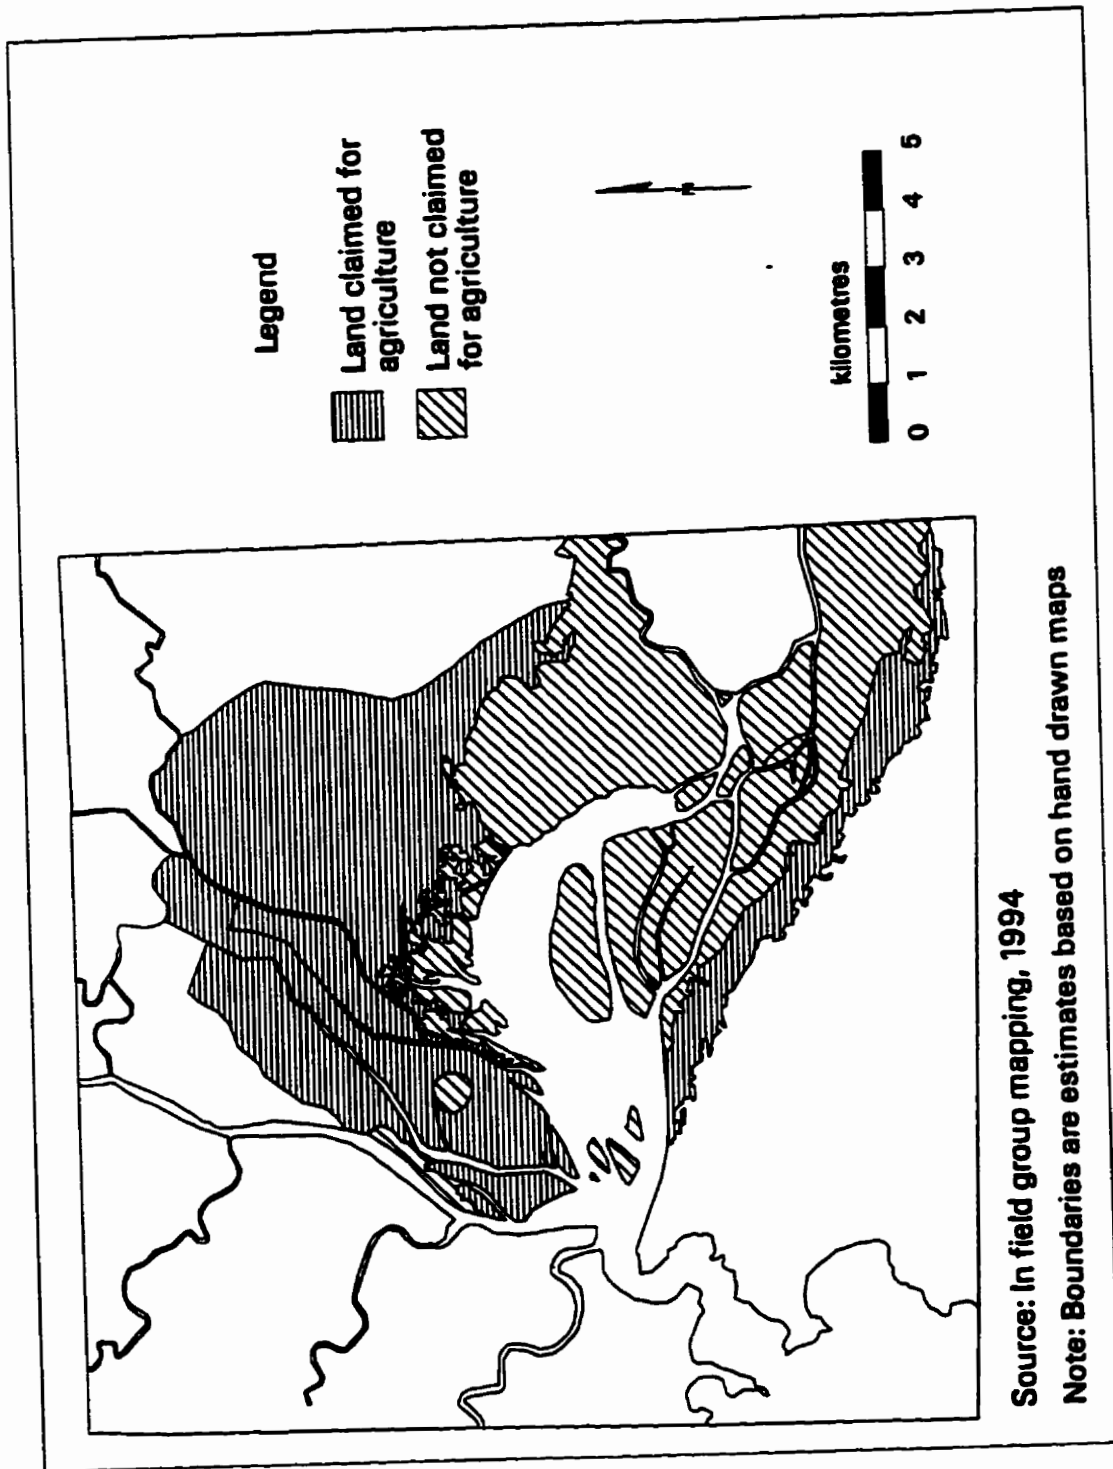 Legend
Land claimed for
agriculture
Land not claimed
for agriculture
kilometres
0 1 2 3 4 5
Source: In field group mapping, 1994
Note: Boundaries are estimates based on hand drawn maps